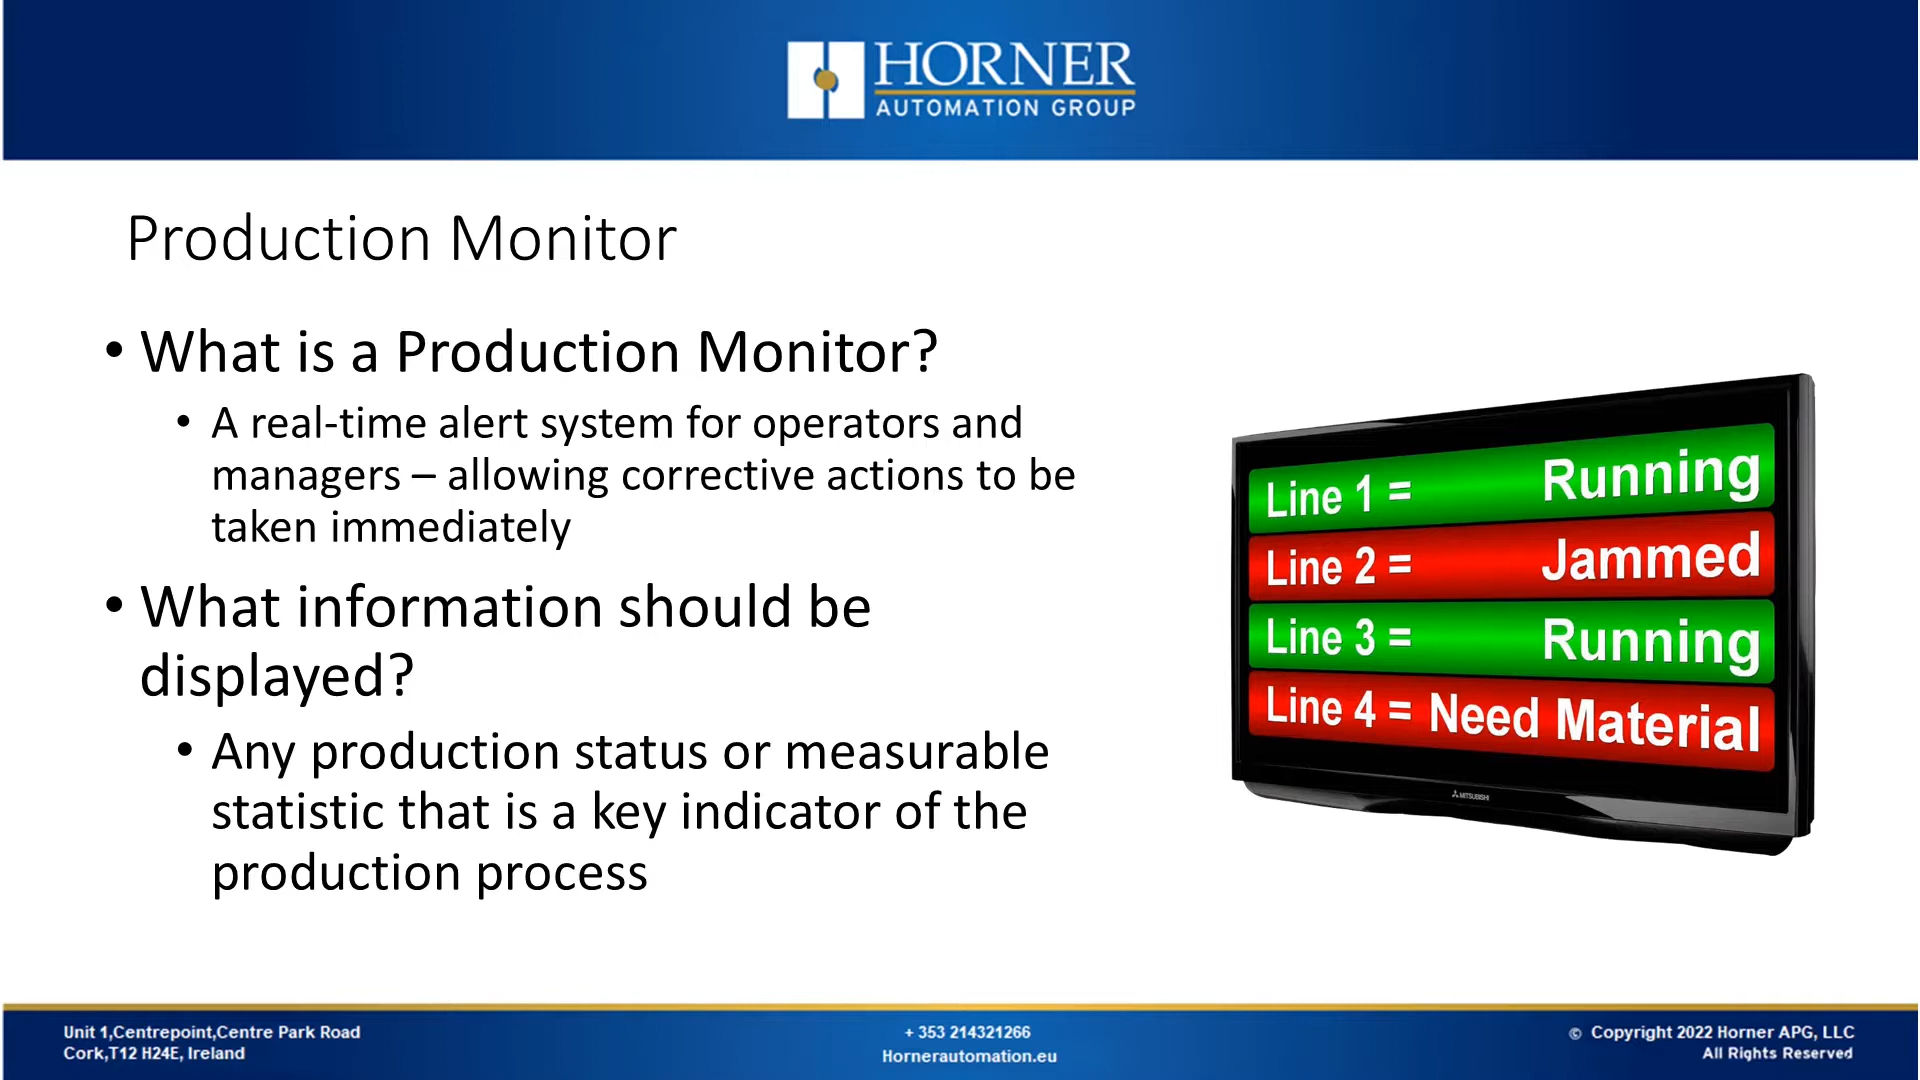 HORNER
AUTOMATION GROUP
Production Monitor
• What is a Production Monitor?
• A real-time alert system for operators and
managers – allowing corrective actions to be
taken immediately
• What information should be
displayed?
• Any production status or measurable
statistic that is a key indicator of the
production process
Line 1 = Running
Line 2 = Jammed
Line 3 = Running
Line 4 = Need Material
MITSUBISHI
Unit 1,Centrepoint,Centre Park Road
Cork,T12 H24E, Ireland
+ 353 214321266
Hornerautomation.eu
© Copyright 2022 Horner APG, LLC
All Rights Reserved